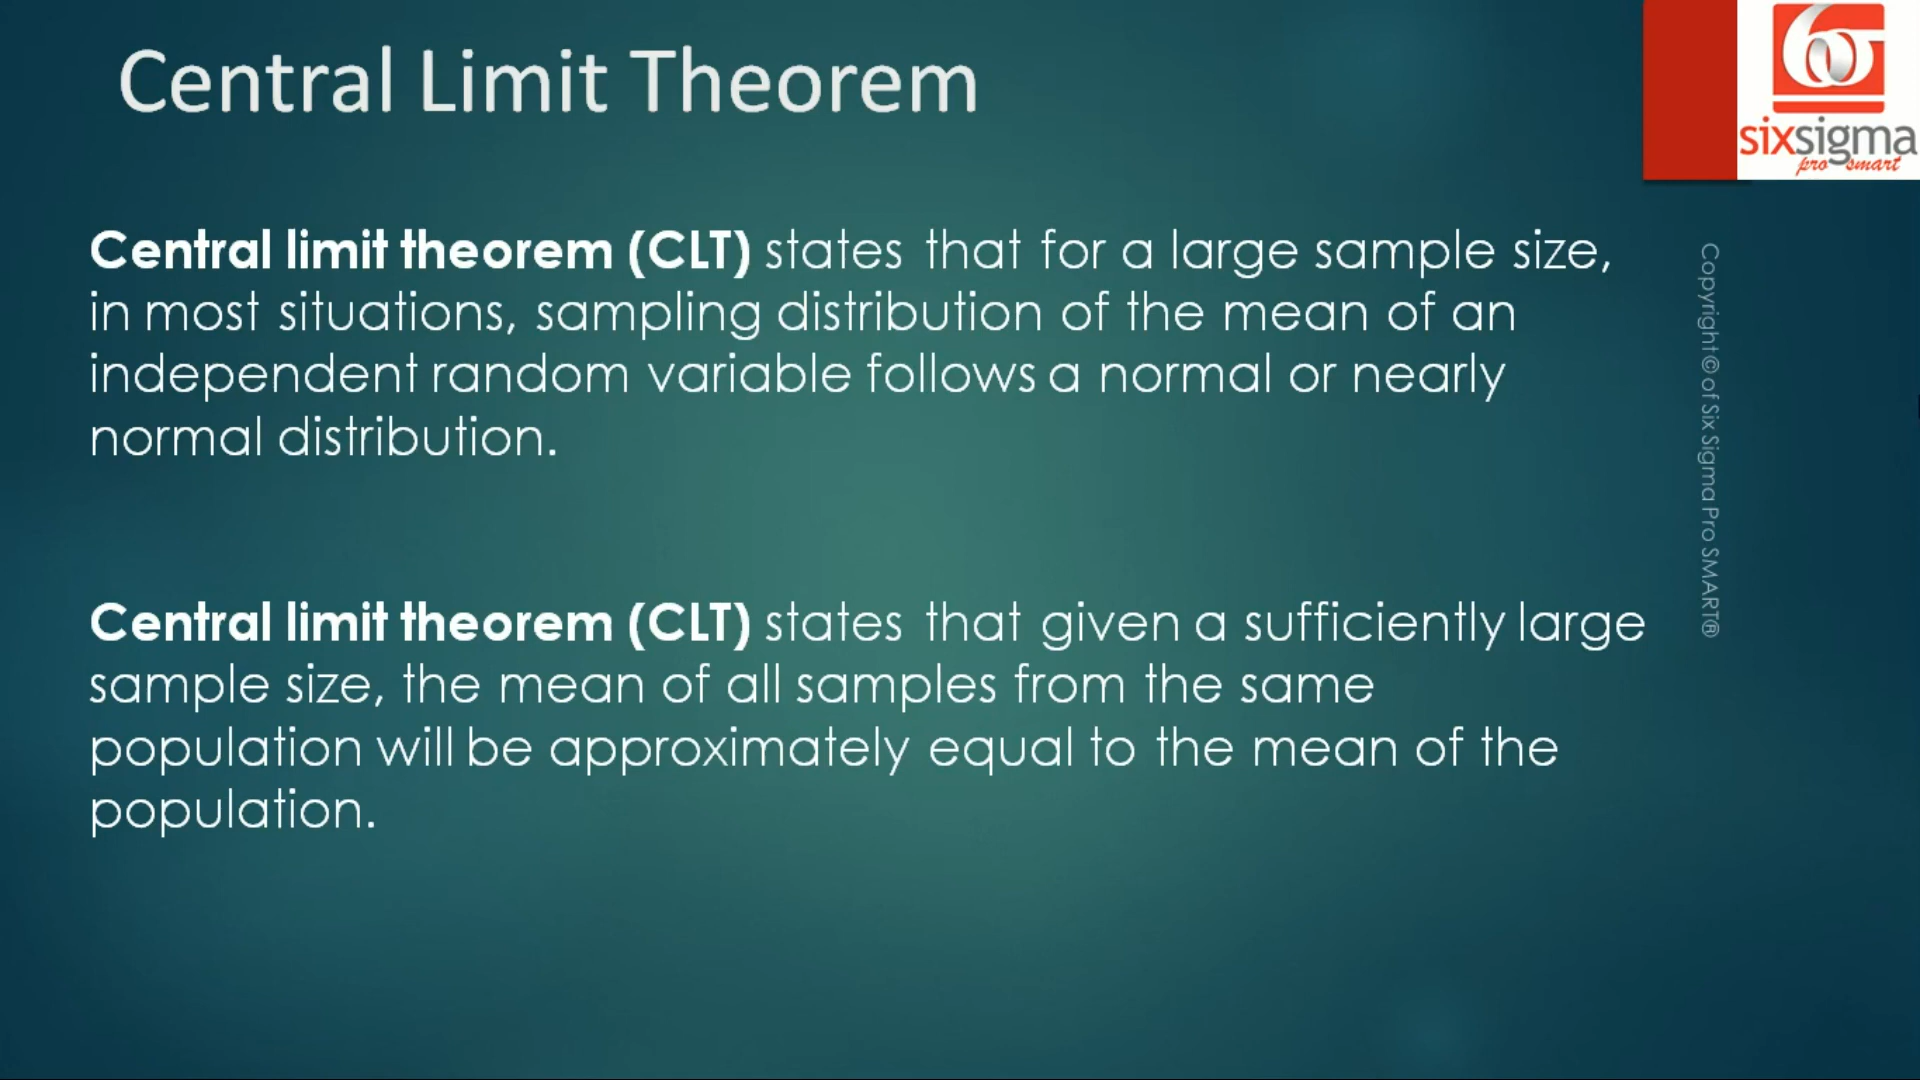 Central Limit Theorem
6σ
sixsigma
pro smart
Central limit theorem (CLT) states that for a large sample size,
in most situations, sampling distribution of the mean of an
independent random variable follows a normal or nearly
normal distribution.
Central limit theorem (CLT) states that given a sufficiently large
sample size, the mean of all samples from the same
population will be approximately equal to the mean of the
population.
Copyright © of Six Sigma Pro SMART®